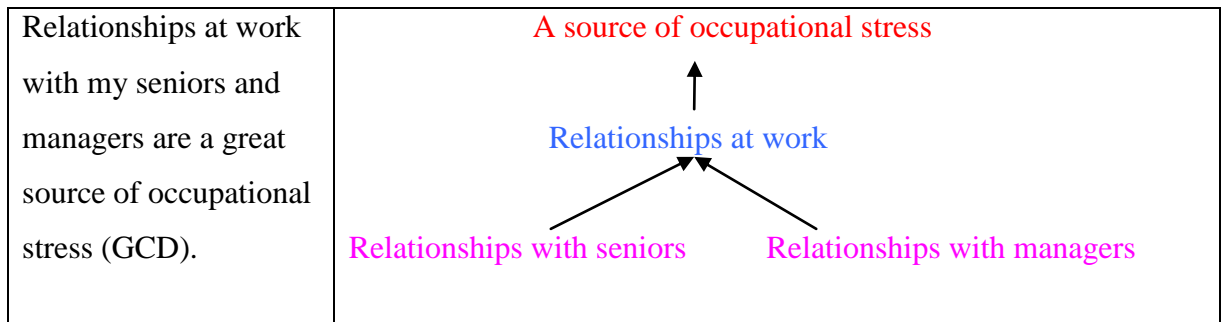 Relationships at work
with my seniors and
managers are a great
source of occupational
stress (GCD).
A source of occupational stress
Relationships at work
Relationships with seniors
Relationships with managers